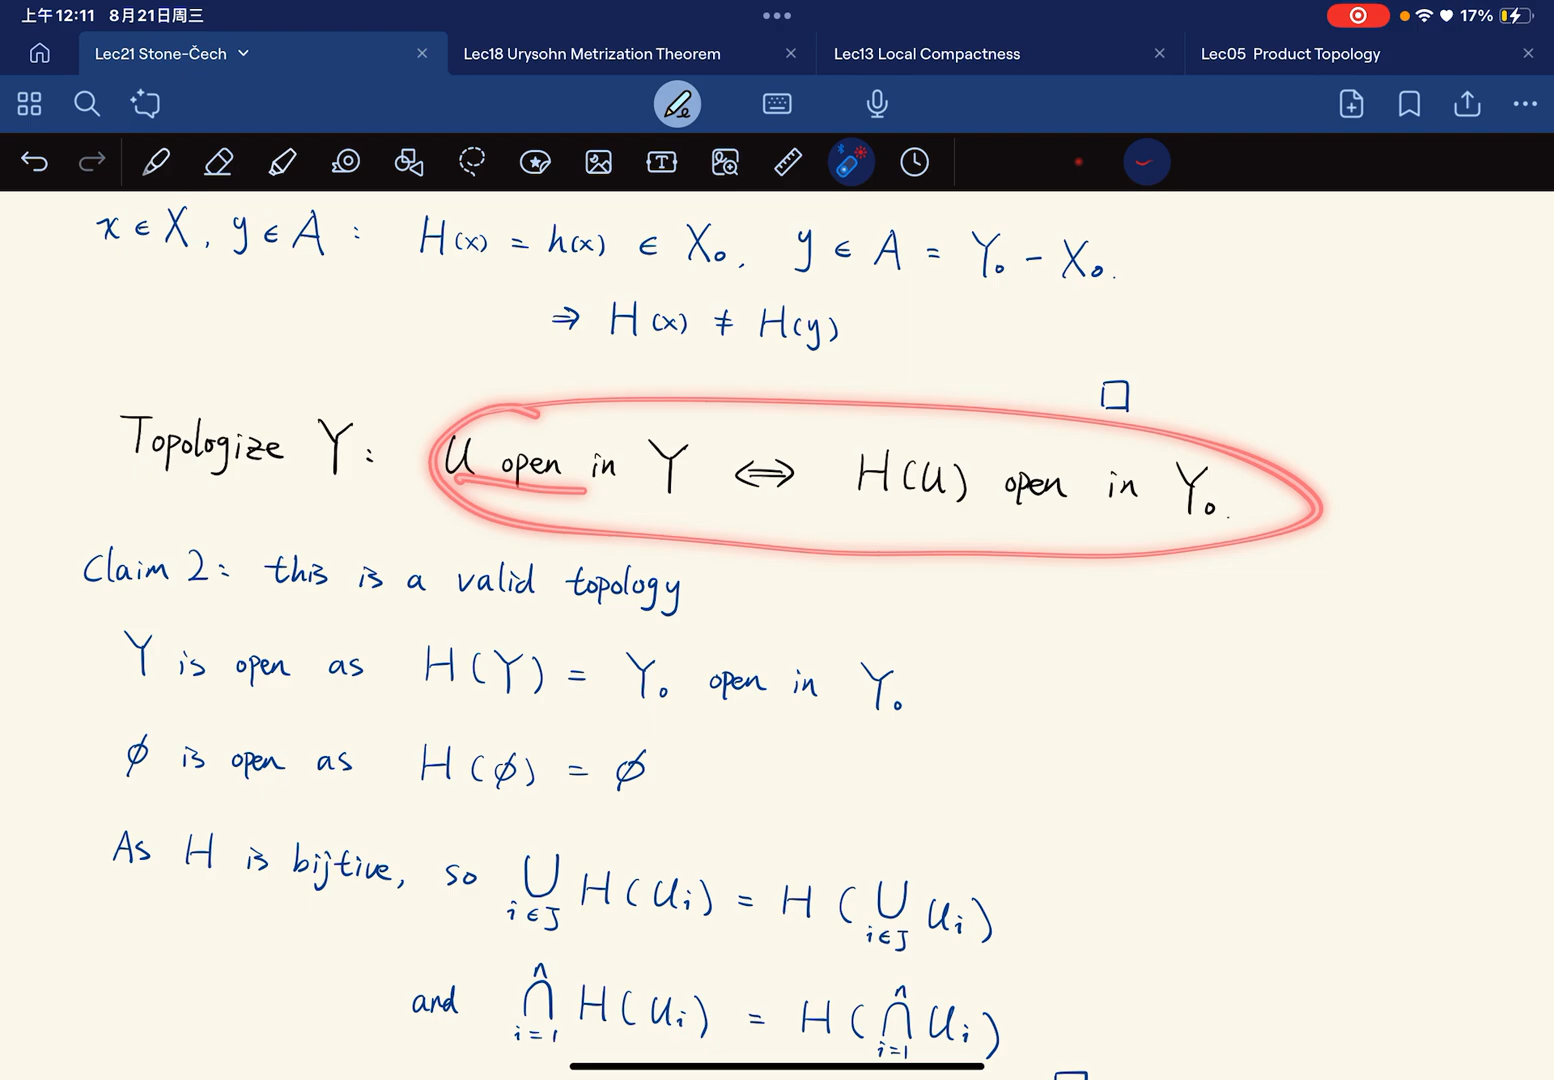 上午12:11 8月21日周三 17%
Lec21 Stone-Čech Lec18 Urysohn Metrization Theorem Lec13 Local Compactness Lec05 Product Topology
x ∈ X, y ∈ A : H(x) = h(x) ∈ X₀, y ∈ A = Y₀ - X₀.
⇒ H(x) ≠ H(y)
□
Topologize Y: U open in Y ⟺ H(U) open in Y₀.
Claim 2: this is a valid topology
Y is open as H(Y) = Y₀ open in Y₀
∅ is open as H(∅) = ∅
As H is bijtive, so ⋃_{i∈J} H(Uᵢ) = H(⋃_{i∈J} Uᵢ)
and ⋂_{i=1}^{n} H(Uᵢ) = H(⋂_{i=1}^{n} Uᵢ)